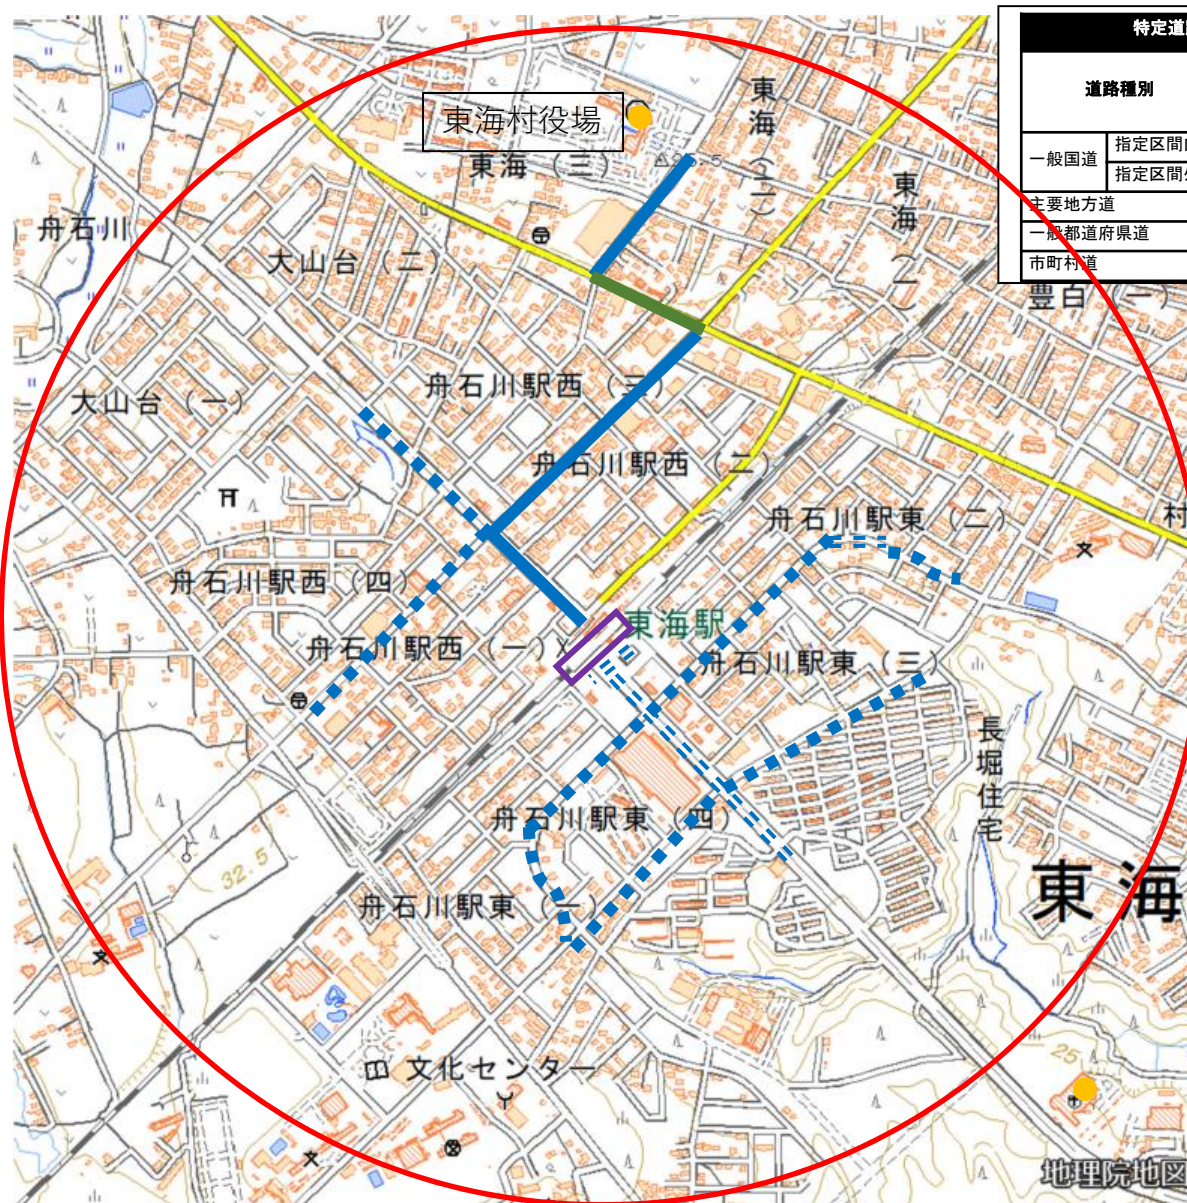 特定道
道路種別
一般国道
指定区間
指定区間
主要地方道
一般都道府県道
市町村道
東海村役場
東海(三)
東海(二)
東海(一)
豊白(一)
舟石川
大山台(二)
大山台(一)
舟石川駅西(三)
舟石川駅西(二)
舟石川駅東(二)
村
舟石川駅西(四)
東海駅
舟石川駅西(一)
舟石川駅東(三)
長堀住宅
舟石川駅東(四)
32.5
舟石川駅東(一)
東海
25
文化センター
地理院地図